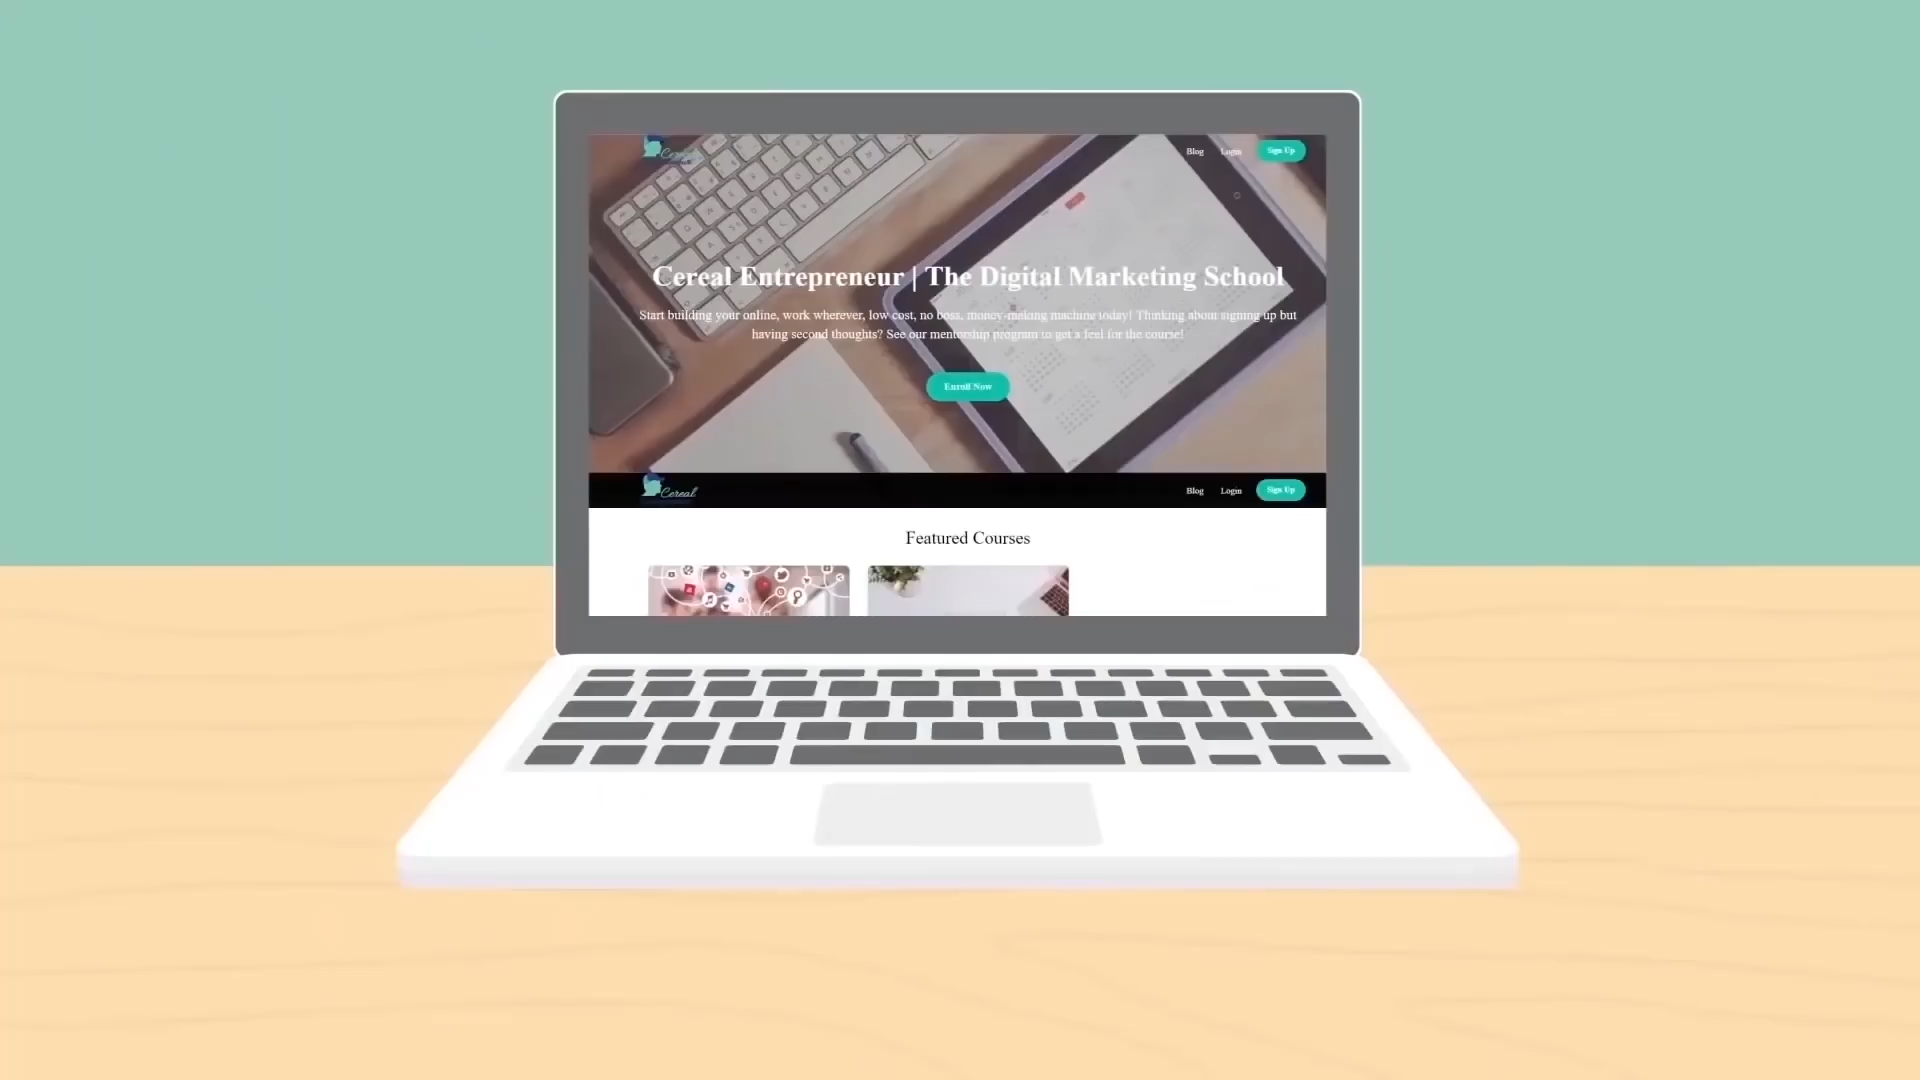 Cereal
Blog Login Sign Up
Cereal Entrepreneur | The Digital Marketing School
Start building your online, work wherever, low cost, no boss, money-making machine today! Thinking about signing up but
having second thoughts? See our mentorship program to get a feel for the course!
Enroll Now
Cereal
Blog Login Sign Up
Featured Courses